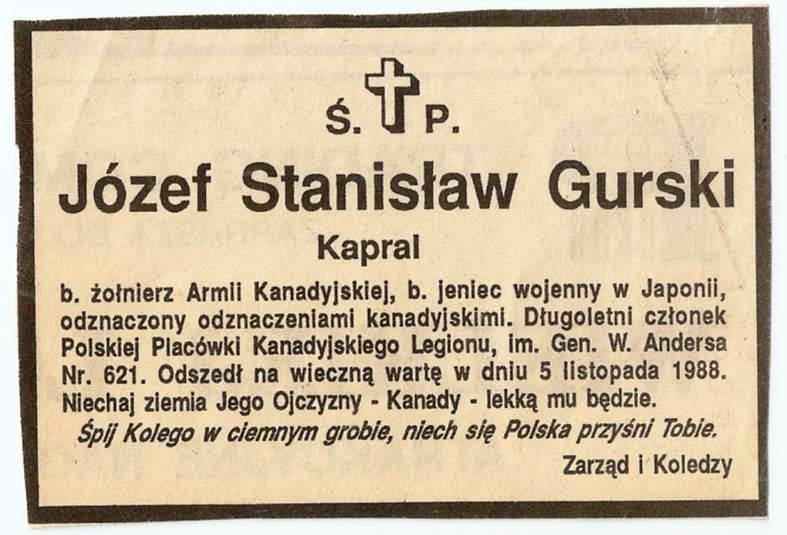 Ś. P.
Józef Stanisław Gurski
Kapral
b. żołnierz Armii Kanadyjskiej, b. jeniec wojenny w Japonii,
odznaczony odznaczeniami kanadyjskimi. Długoletni członek
Polskiej Placówki Kanadyjskiego Legionu, im. Gen. W. Andersa
Nr. 621. Odszedł na wieczną wartę w dniu 5 listopada 1988.
Niechaj ziemia Jego Ojczyzny - Kanady - lekką mu będzie.
Śpij Kolego w ciemnym grobie, niech się Polska przyśni Tobie.
Zarząd i Koledzy